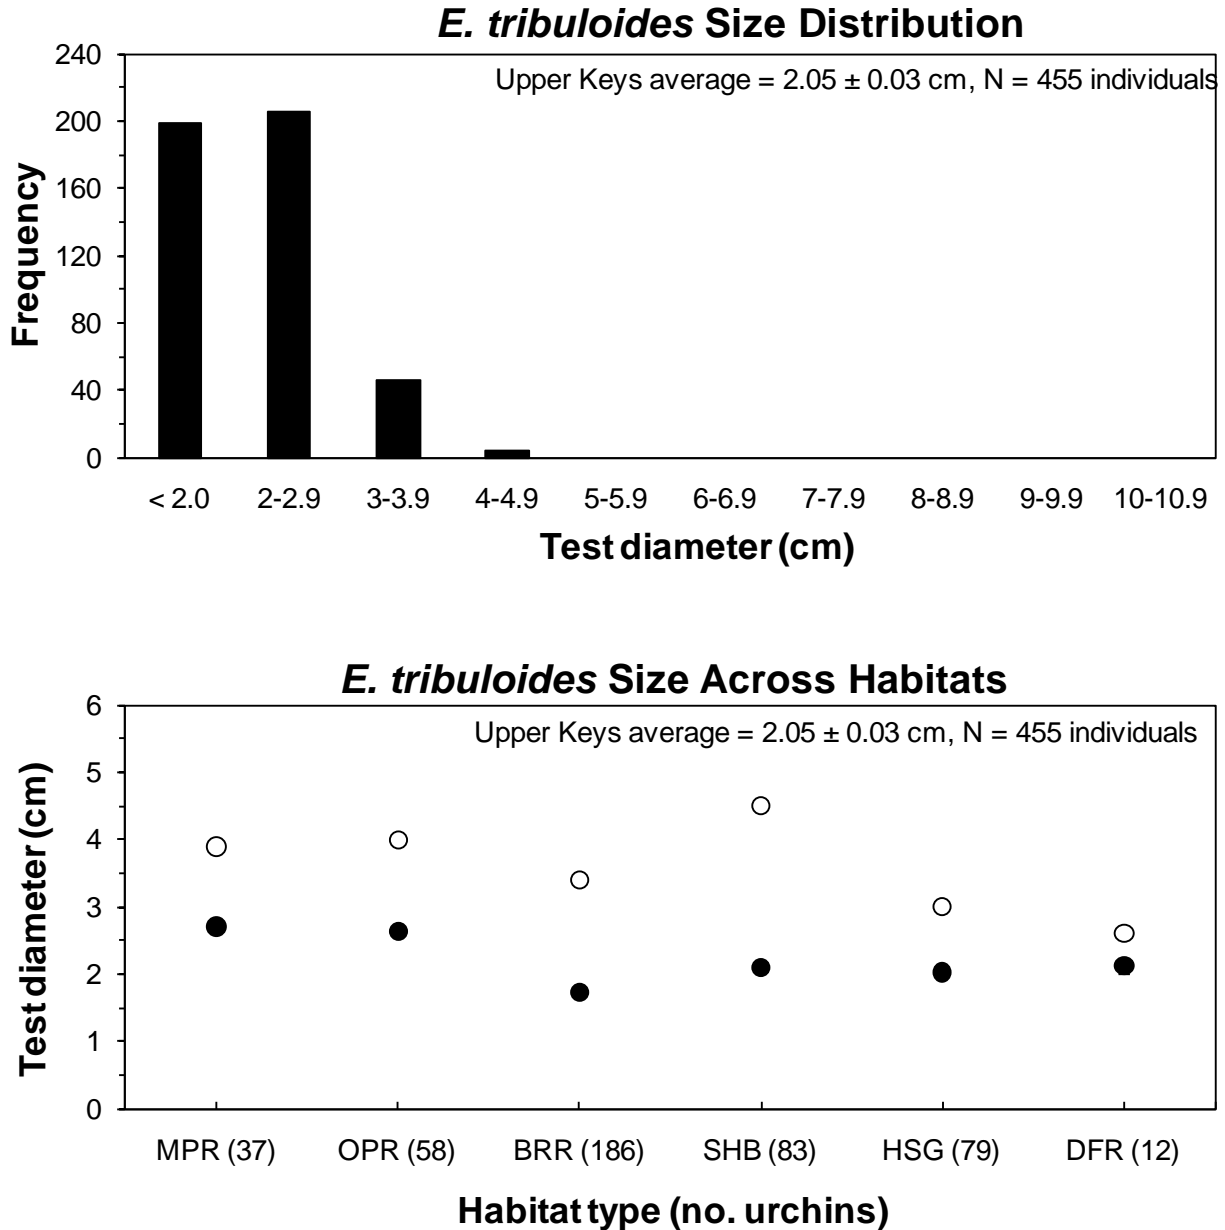 E. tribuloides Size Distribution
Upper Keys average = 2.05 ± 0.03 cm, N = 455 individuals
240
200
160
120
80
40
0
Frequency
< 2.0 2-2.9 3-3.9 4-4.9 5-5.9 6-6.9 7-7.9 8-8.9 9-9.9 10-10.9
Test diameter (cm)
E. tribuloides Size Across Habitats
Upper Keys average = 2.05 ± 0.03 cm, N = 455 individuals
6
5
4
3
2
1
0
Test diameter (cm)
MPR (37) OPR (58) BRR (186) SHB (83) HSG (79) DFR (12)
Habitat type (no. urchins)